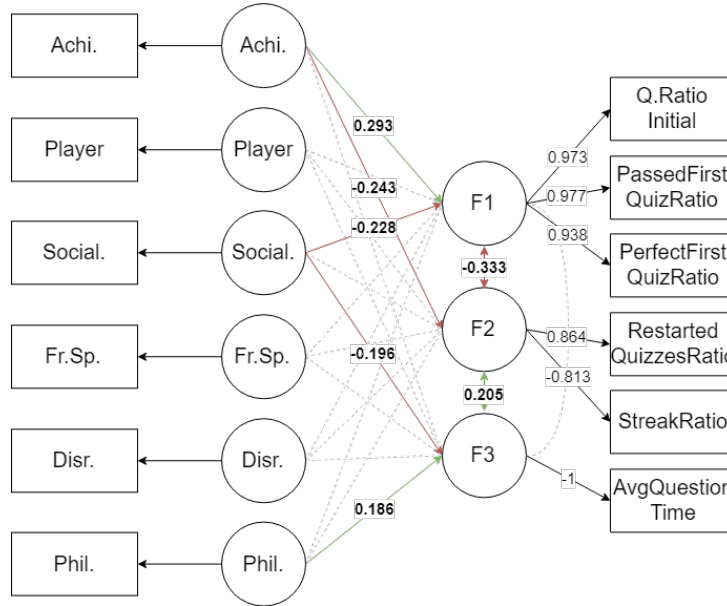 Achi.
Achi.
Player
Player
Social.
Social.
Fr.Sp.
Fr.Sp.
Disr.
Disr.
Phil.
Phil.
0.293
-0.243
-0.228
-0.196
0.186
F1
-0.333
F2
0.205
F3
0.973
0.977
0.938
0.864
-0.813
-1
Q.Ratio
Initial
PassedFirst
QuizRatio
PerfectFirst
QuizRatio
Restarted
QuizzesRatio
StreakRatio
AvgQuestion
Time